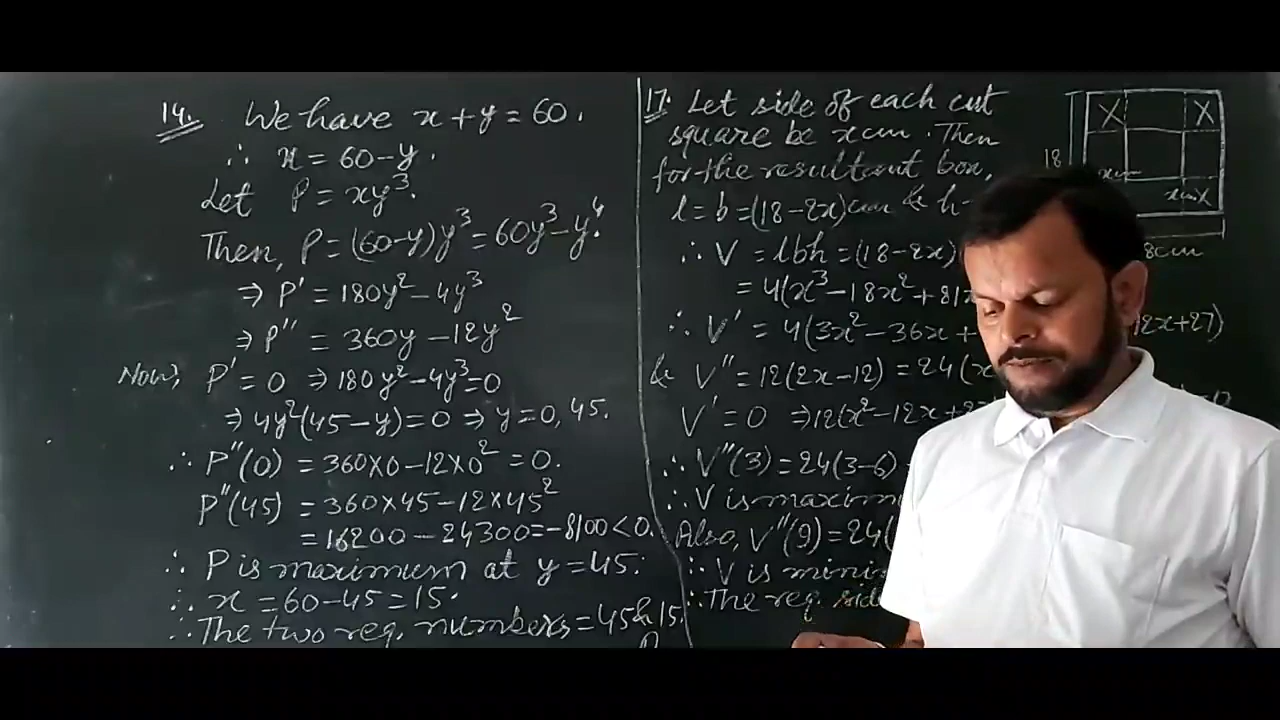 14. We have x + y = 60.
∴ x = 60 - y.
Let P = xy³.
Then, P = (60-y)y³ = 60y³ - y⁴.
⇒ P' = 180y² - 4y³
⇒ P'' = 360y - 12y²
Now, P' = 0 ⇒ 180y² - 4y³ = 0
⇒ 4y²(45 - y) = 0 ⇒ y = 0, 45.
∴ P''(0) = 360×0 - 12×0² = 0.
P''(45) = 360×45 - 12×45²
= 16200 - 24300 = -8100 < 0.
∴ P is maximum at y = 45.
∴ x = 60 - 45 = 15.
∴ The two req. numbers = 45 & 15.
17. Let side of each cut
square be x cm. Then
for the resultant box,
l = b = (18 - 2x) cm & h
∴ V = lbh = (18 - 2x)
= 4(x³ - 18x² + 81x
∴ V' = 4(3x² - 36x + 12x + 27)
& V'' = 12(2x - 12) = 24(x
V' = 0 ⇒ 12(x² - 12x +
∴ V''(3) = 24(3 - 6)
∴ V is maxim
Also, V''(9) = 24(
∴ V is mini
∴ The req. side
X X
18
X
8cm